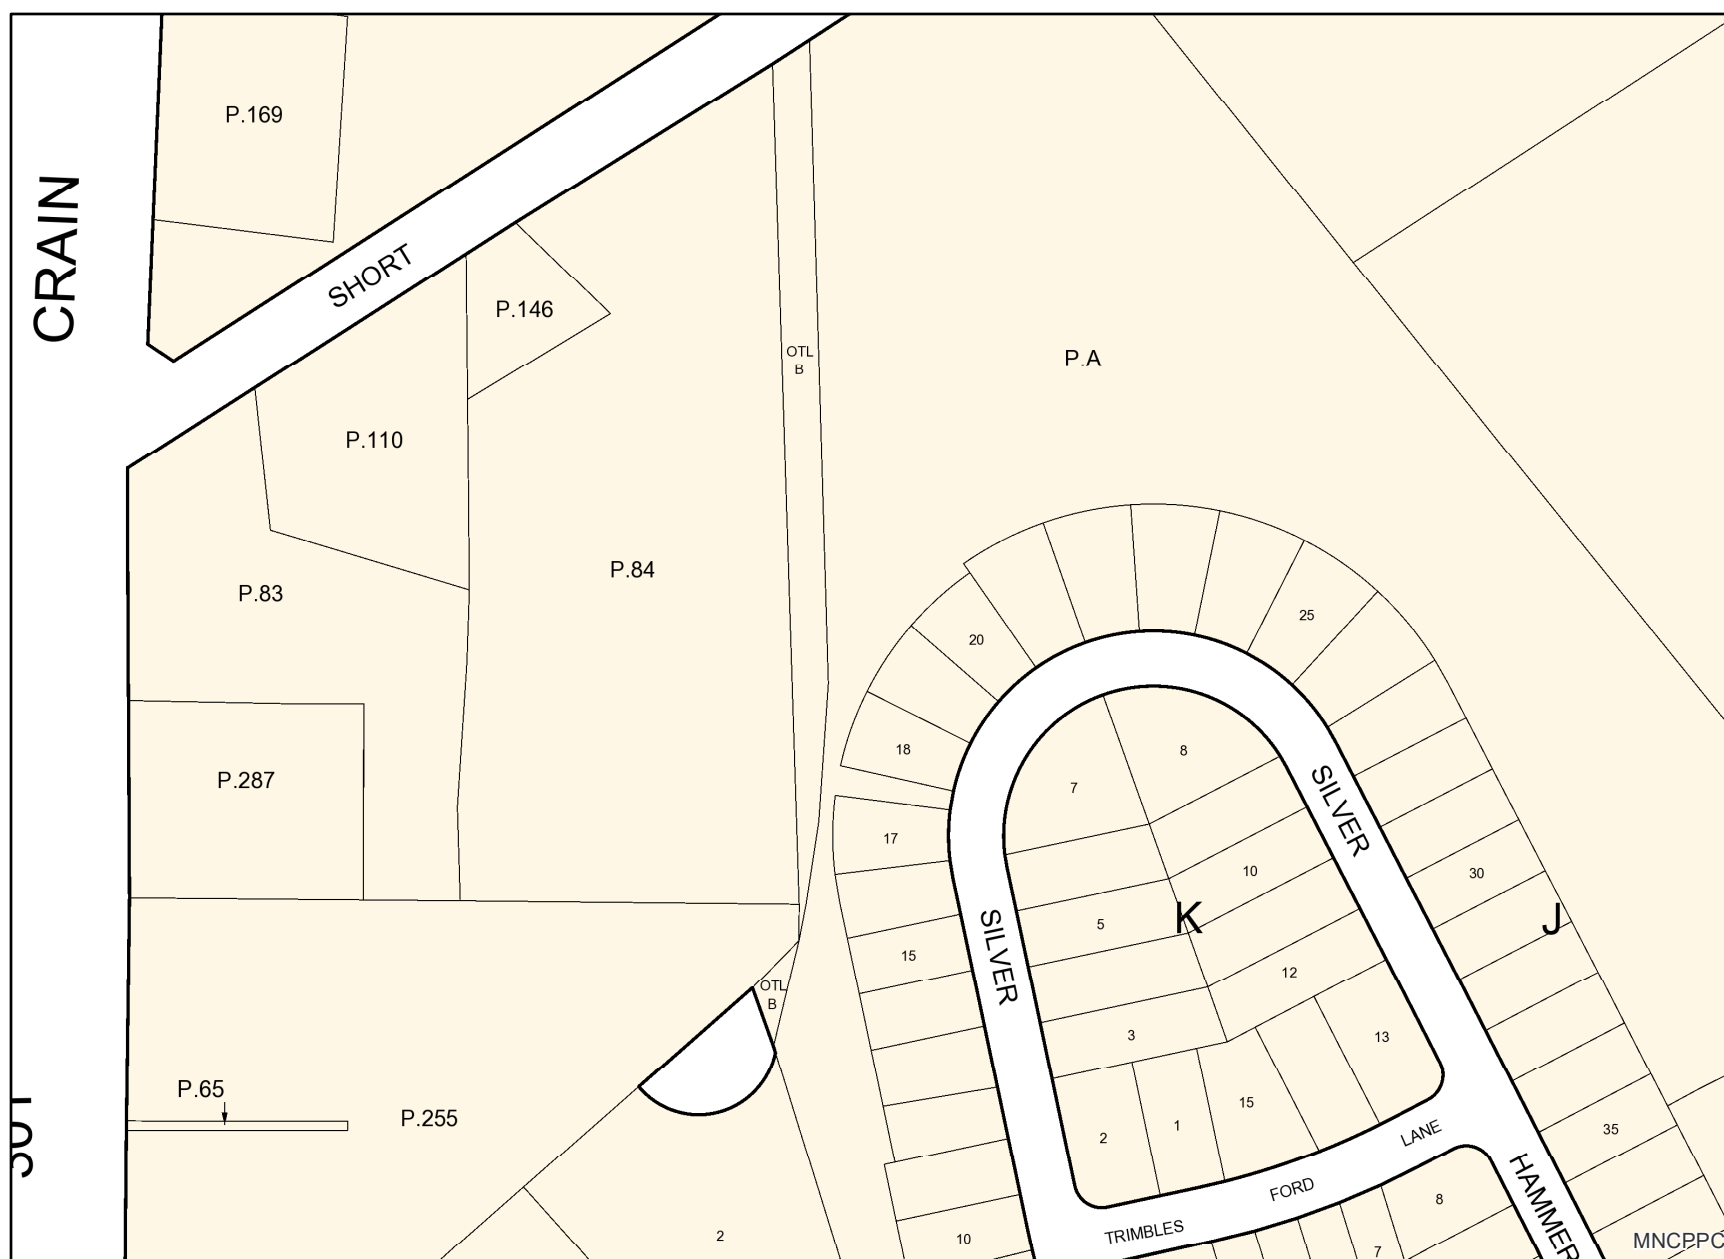 P.169
CRAIN
SHORT
P.146
OTL
B
P.A
P.110
P.84
P.83
25
20
18
8
P.287
7
SILVER
17
10
30
K
J
5
SILVER
15
12
OTL
B
3
13
P.65
P.255
15
1
2
LANE
35
HAMMER
FORD
8
TRIMBLES
2
10
7
MNCPPC